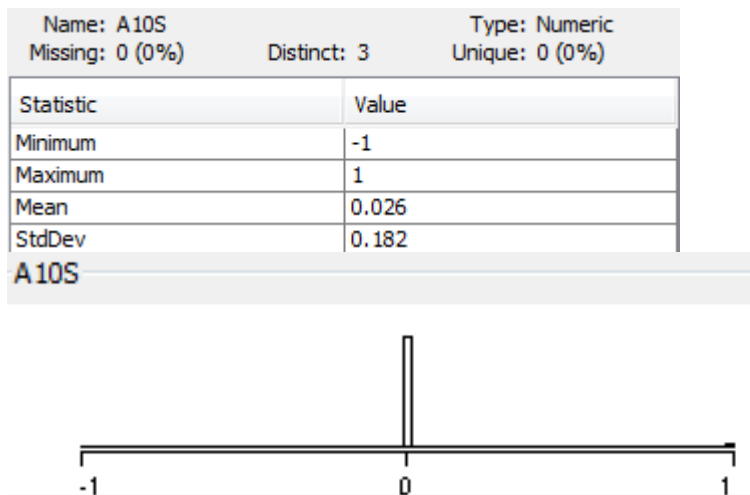 Name: A10S Type: Numeric
Missing: 0 (0%) Distinct: 3 Unique: 0 (0%)
Statistic Value
Minimum -1
Maximum 1
Mean 0.026
StdDev 0.182
A10S
-1 0 1